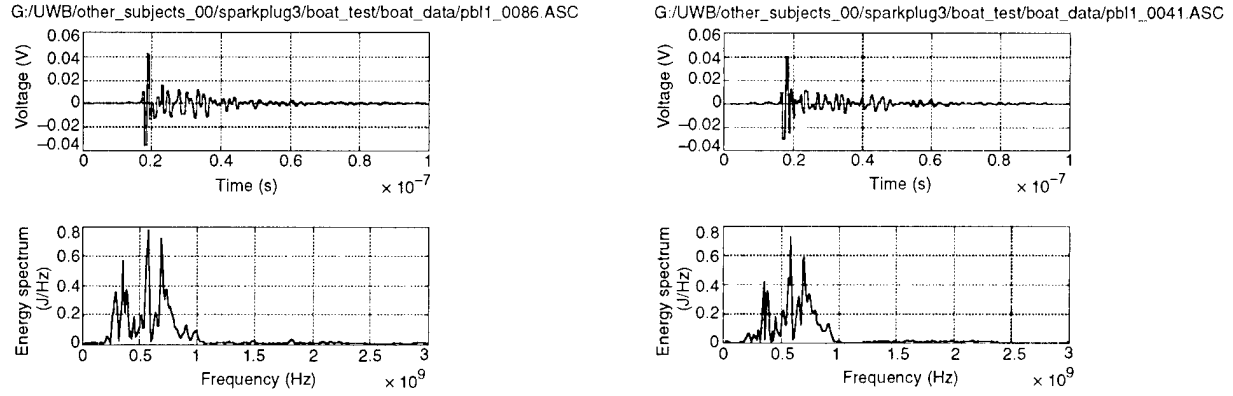 G:/UWB/other_subjects_00/sparkplug3/boat_test/boat_data/pbl1_0086.ASC
Voltage (V)
0.06
0.04
0.02
0
−0.02
−0.04
0 0.2 0.4 0.6 0.8 1
Time (s) × 10−7
Energy spectrum
(J/Hz)
0.8
0.6
0.4
0.2
0
0 0.5 1 1.5 2 2.5 3
Frequency (Hz) × 109
G:/UWB/other_subjects_00/sparkplug3/boat_test/boat_data/pbl1_0041.ASC
Voltage (V)
0.06
0.04
0.02
0
−0.02
−0.04
0 0.2 0.4 0.6 0.8 1
Time (s) × 10−7
Energy spectrum
(J/Hz)
0.8
0.6
0.4
0.2
0
0 0.5 1 1.5 2 2.5 3
Frequency (Hz) × 109